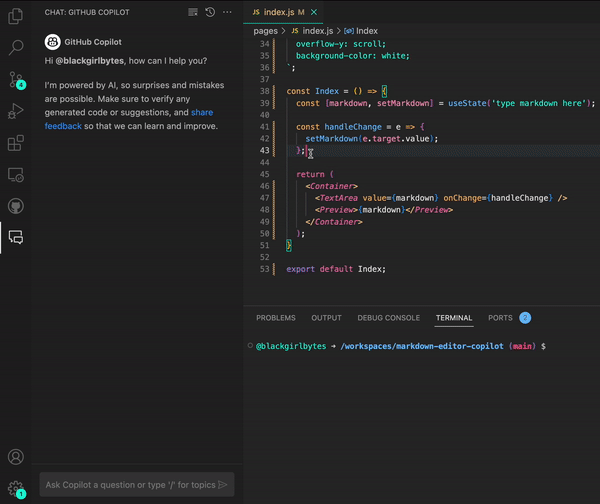 CHAT: GITHUB COPILOT
GitHub Copilot
Hi @blackgirlbytes, how can I help you?
I'm powered by AI, so surprises and mistakes
are possible. Make sure to verify any
generated code or suggestions, and share
feedback so that we can learn and improve.
Ask Copilot a question or type '/' for topics
4
1
JS index.js M
pages > JS index.js > Index
34 overflow-y: scroll;
35 background-color: white;
36 `;
37
38 const Index = () => {
39 const [markdown, setMarkdown] = useState('type markdown here');
40
41 const handleChange = e => {
42 setMarkdown(e.target.value);
43 };
44
45 return (
46 <Container>
47 <TextArea value={markdown} onChange={handleChange} />
48 <Preview>{markdown}</Preview>
49 </Container>
50 );
51 }
52
53 export default Index;
PROBLEMS OUTPUT DEBUG CONSOLE TERMINAL PORTS 2
@blackgirlbytes → /workspaces/markdown-editor-copilot (main) $